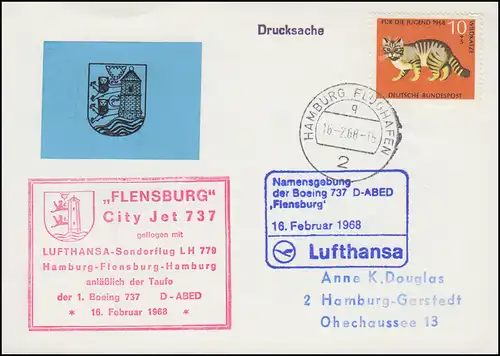 Drucksache
FÜR DIE JUGEND 1968
10
WILDKATZE
DEUTSCHE BUNDESPOST
HAMBURG FLUGHAFEN
q
16.-2.68-15
2
„FLENSBURG"
City Jet 737
geflogen mit
LUFTHANSA-Sonderflug LH 779
Hamburg-Flensburg-Hamburg
anläßlich der Taufe
der 1. Boeing 737 D-ABED
* 16. Februar 1968 *
Namensgebung
der Boeing 737 D-ABED
‚Flensburg'
16. Februar 1968
Lufthansa
Anne K.Douglas
2 Hamburg-Garstedt
Ohechaussee 13